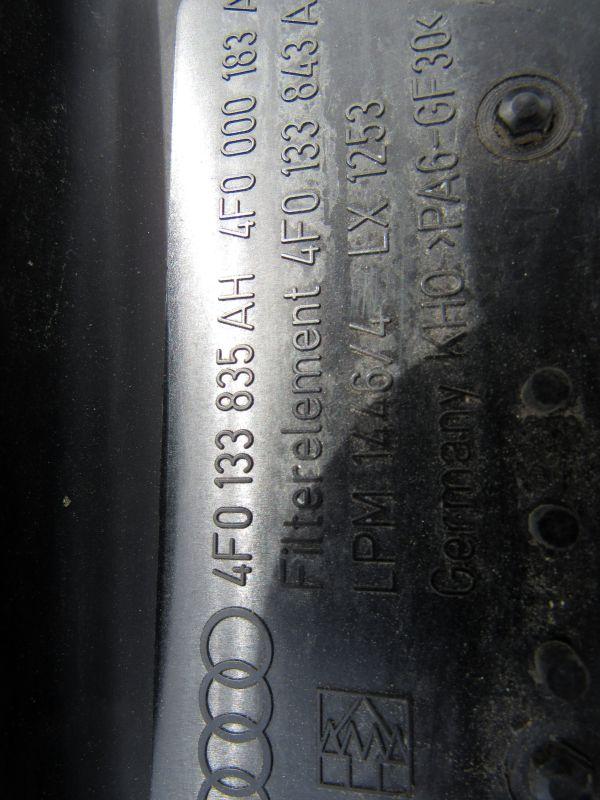 4F0 133 835 AH 4F0 000 183 A
Filterelement 4F0 133 843 A
LPM 1446/4 LX 1253
Germany KHO >PA6-GF30<